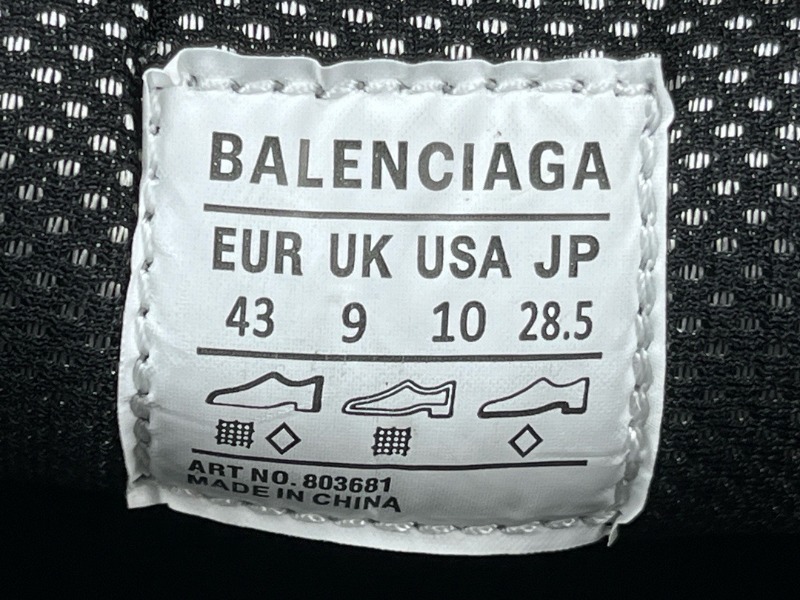 BALENCIAGA
EUR UK USA JP
43 9 10 28.5
ART NO. 803681
MADE IN CHINA